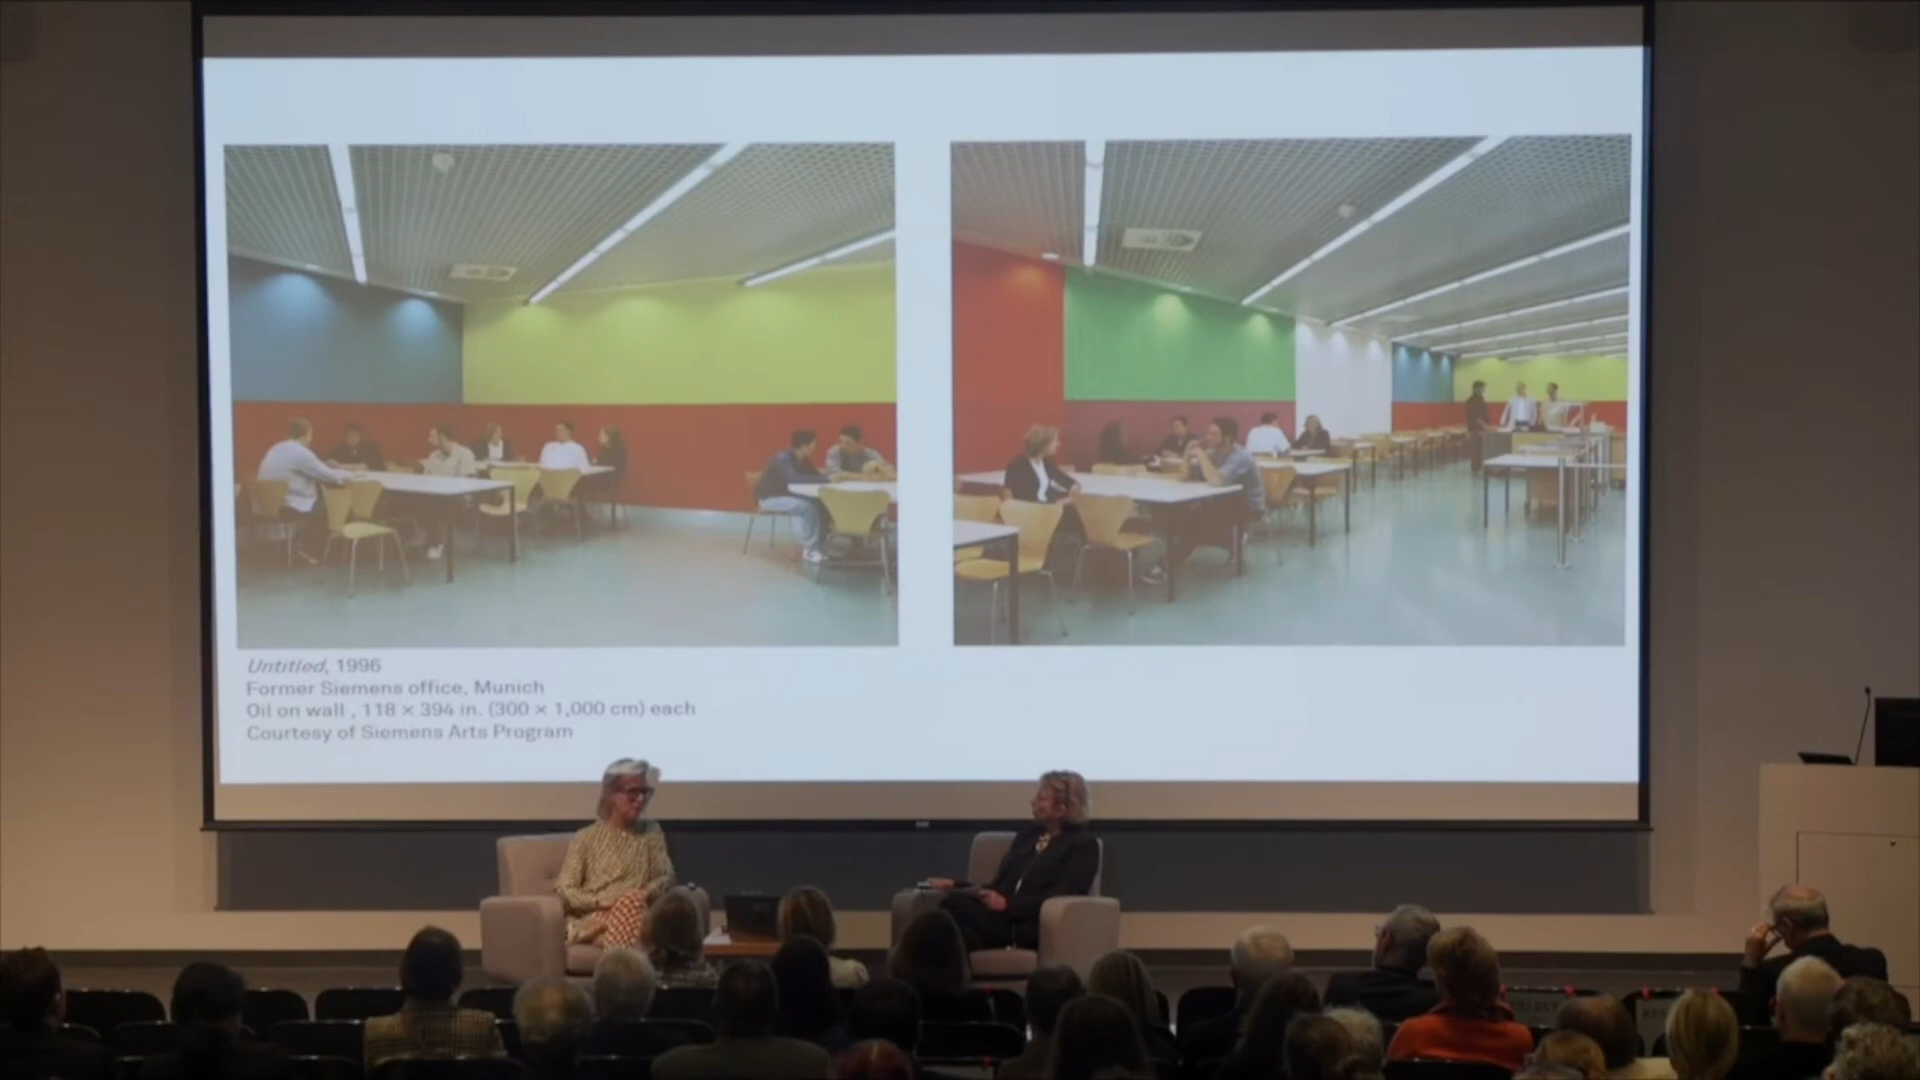 Untitled, 1996
Former Siemens office, Munich
Oil on wall , 118 × 394 in. (300 × 1,000 cm) each
Courtesy of Siemens Arts Program